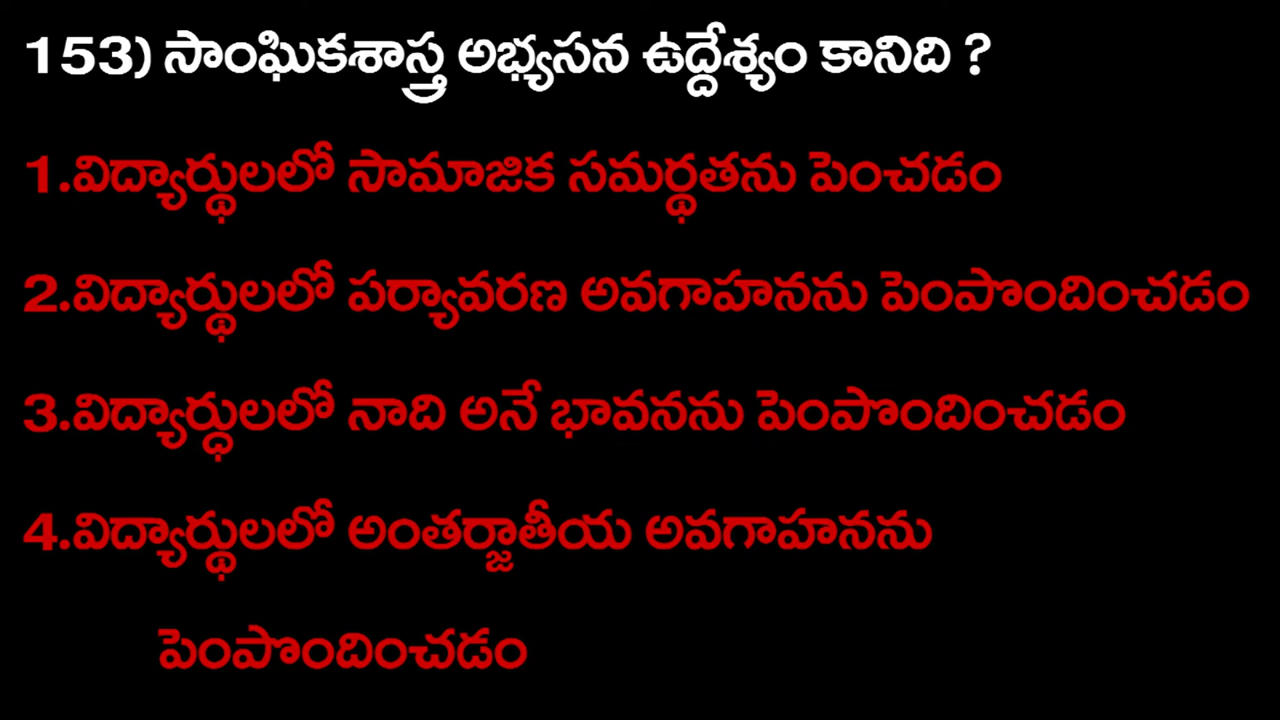 153) సాంఘికశాస్త్ర అభ్యసన ఉద్దేశ్యం కానిది ?
1.విద్యార్థులలో సామాజిక సమర్థతను పెంచడం
2.విద్యార్థులలో పర్యావరణ అవగాహనను పెంపొందించడం
3.విద్యార్ధులలో నాది అనే భావనను పెంపొందించడం
4.విద్యార్థులలో అంతర్జాతీయ అవగాహనను
పెంపొందించడం